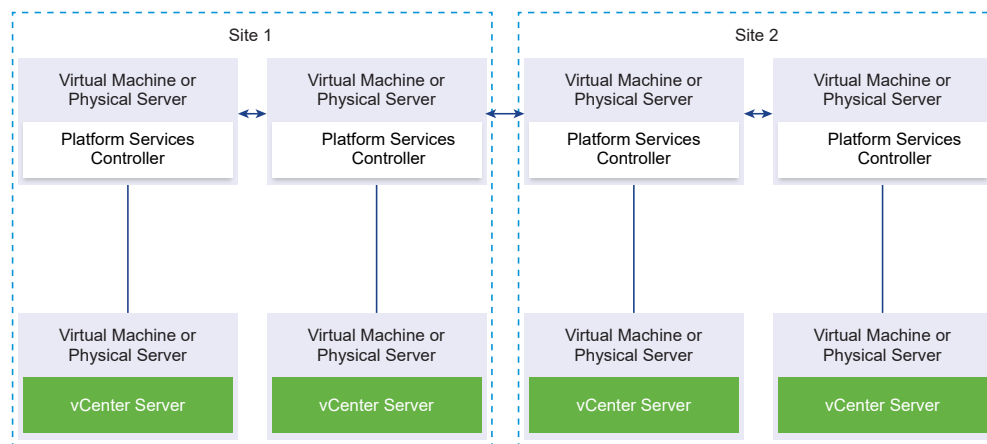 Site 1
Site 2
Virtual Machine or
Physical Server
Platform Services
Controller
Virtual Machine or
Physical Server
Platform Services
Controller
Virtual Machine or
Physical Server
Platform Services
Controller
Virtual Machine or
Physical Server
Platform Services
Controller
Virtual Machine or
Physical Server
vCenter Server
Virtual Machine or
Physical Server
vCenter Server
Virtual Machine or
Physical Server
vCenter Server
Virtual Machine or
Physical Server
vCenter Server